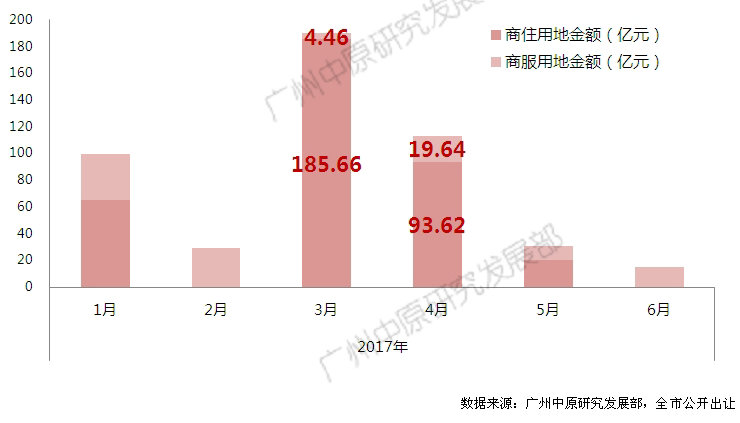 200
180
160
140
120
100
80
60
40
20
0
商住用地金额（亿元）
商服用地金额（亿元）
4.46
185.66
19.64
93.62
1月
2月
3月
4月
5月
6月
2017年
广州中原研究发展部
广州中原研究发展部
数据来源：广州中原研究发展部，全市公开出让